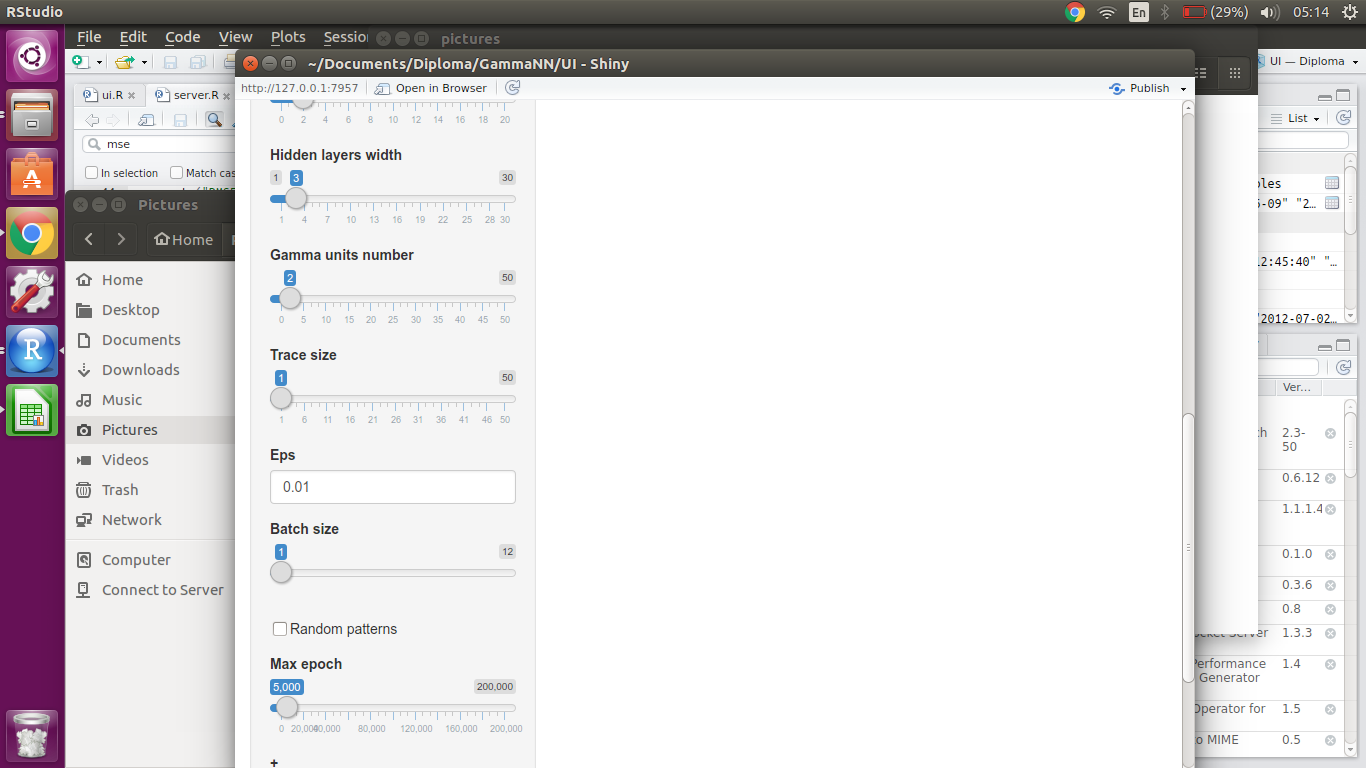 RStudio
En
(29%)
05:14
File Edit Code View Plots Sessio
pictures
~/Documents/Diploma/GammaNN/UI - Shiny
UI — Diploma
http://127.0.0.1:7957
Open in Browser
Publish
ui.R
server.R
List
mse
In selection
Match cas
Pictures
Home
Home
Desktop
Documents
Downloads
Music
Pictures
Videos
Trash
Network
Computer
Connect to Server
0 2 4 6 8 10 12 14 16 18 20
Hidden layers width
1 3 30
1 4 7 10 13 16 19 22 25 28 30
Gamma units number
2 50
0 5 10 15 20 25 30 35 40 45 50
Trace size
1 50
1 6 11 16 21 26 31 36 41 46 50
Eps
0.01
Batch size
1 12
Random patterns
Max epoch
5,000 200,000
0 20,000 40,000 80,000 120,000 160,000 200,000
+
bles
5-09" "2…
12:45:40" "…
"2012-07-02…
Ver...
2.3-
50
0.6.12
1.1.1.4
0.1.0
0.3.6
0.8
ocket Server 1.3.3
Performance 1.4
Generator
Operator for 1.5
to MIME 0.5